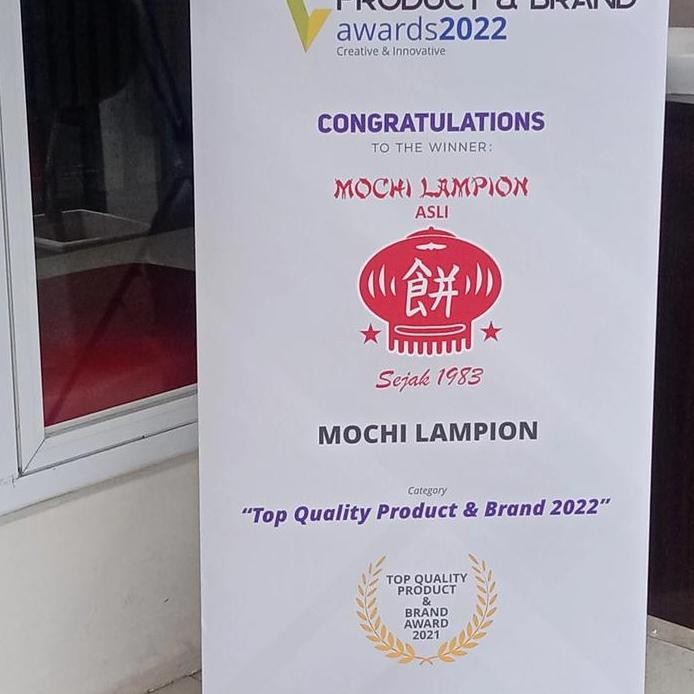 PRODUCT & BRAND
awards2022
Creative & Innovative
CONGRATULATIONS
TO THE WINNER:
MOCHI LAMPION
ASLI
餅
Sejak 1983
MOCHI LAMPION
Category
“Top Quality Product & Brand 2022”
TOP QUALITY
PRODUCT
&
BRAND
AWARD
2021